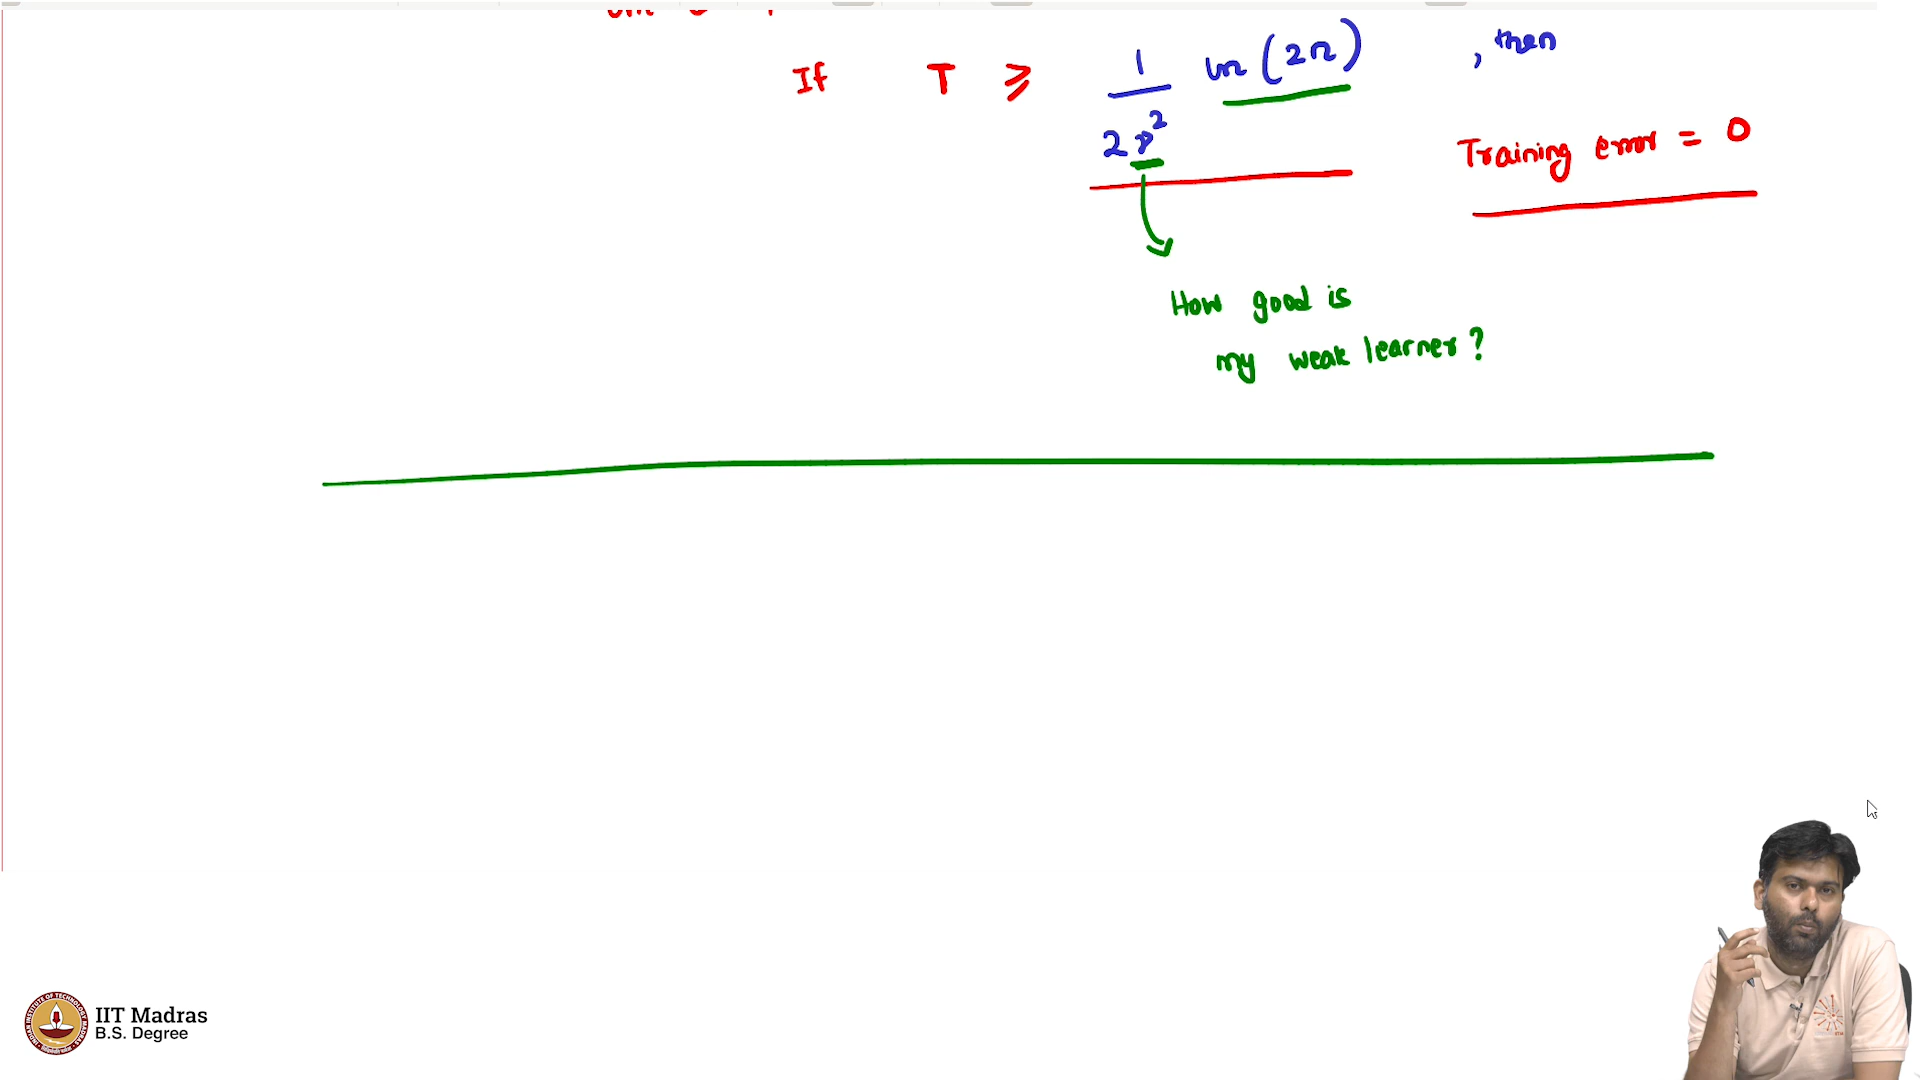 If T ≥ 1 / 2γ² ln (2n) , then
Training error = 0
How good is
my weak learner?
IIT Madras
B.S. Degree